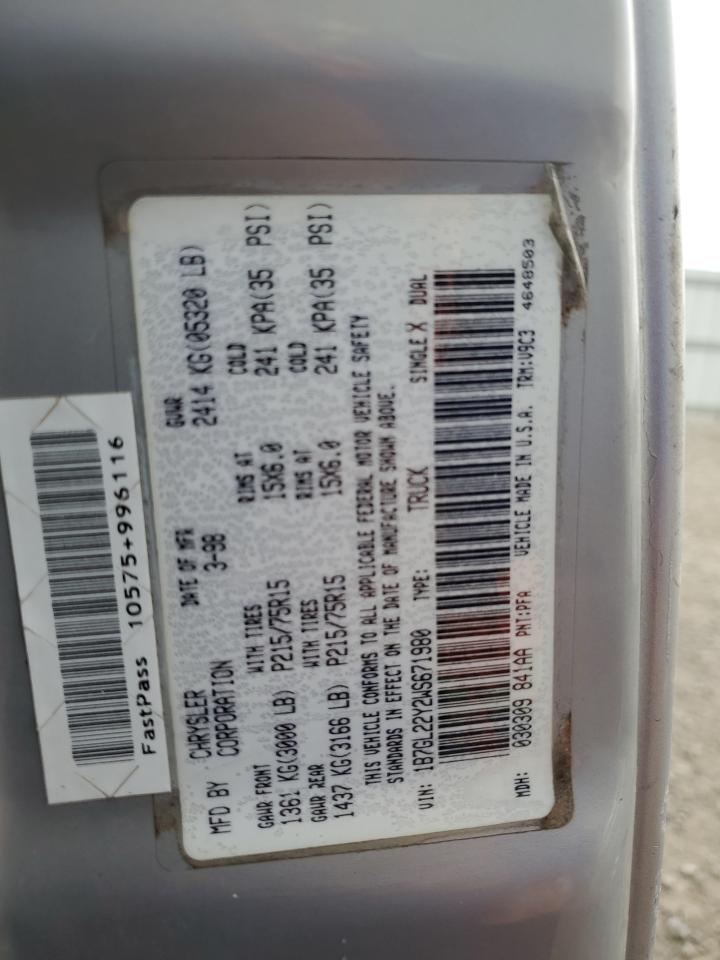 FastPass 10575+996116
MFD BY CHRYSLER CORPORATION
DATE OF MFR 3-98
GVWR 2414 KG(05320 LB)
GAWR FRONT WITH TIRES RIMS AT COLD
1361 KG(3000 LB) P215/75R15 15X6.0 241 KPA(35 PSI)
GAWR REAR WITH TIRES RIMS AT COLD
1437 KG(3166 LB) P215/75R15 15X6.0 241 KPA(35 PSI)
THIS VEHICLE CONFORMS TO ALL APPLICABLE FEDERAL MOTOR VEHICLE SAFETY
STANDARDS IN EFFECT ON THE DATE OF MANUFACTURE SHOWN ABOVE.
VIN: 1B7GL22Y2WS671980 TYPE: TRUCK SINGLE X DUAL
MDH: 030309 841AA PNT:PFA VEHICLE MADE IN U.S.A. TRM:V9C3 4648503